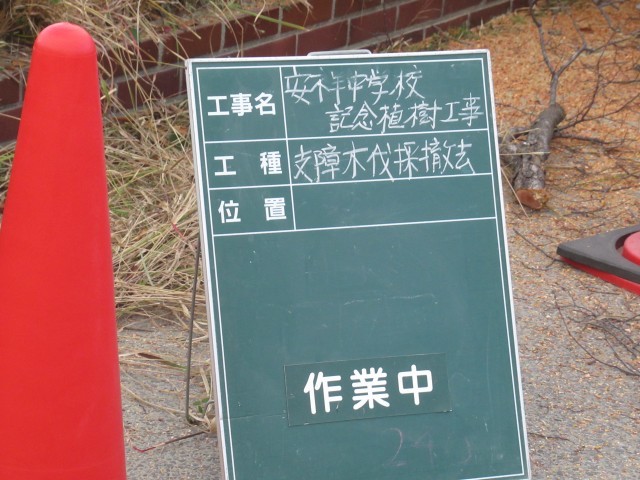 工事名 安祥中学校
記念植樹工事
工種 支障木伐採撤去
位置
作業中